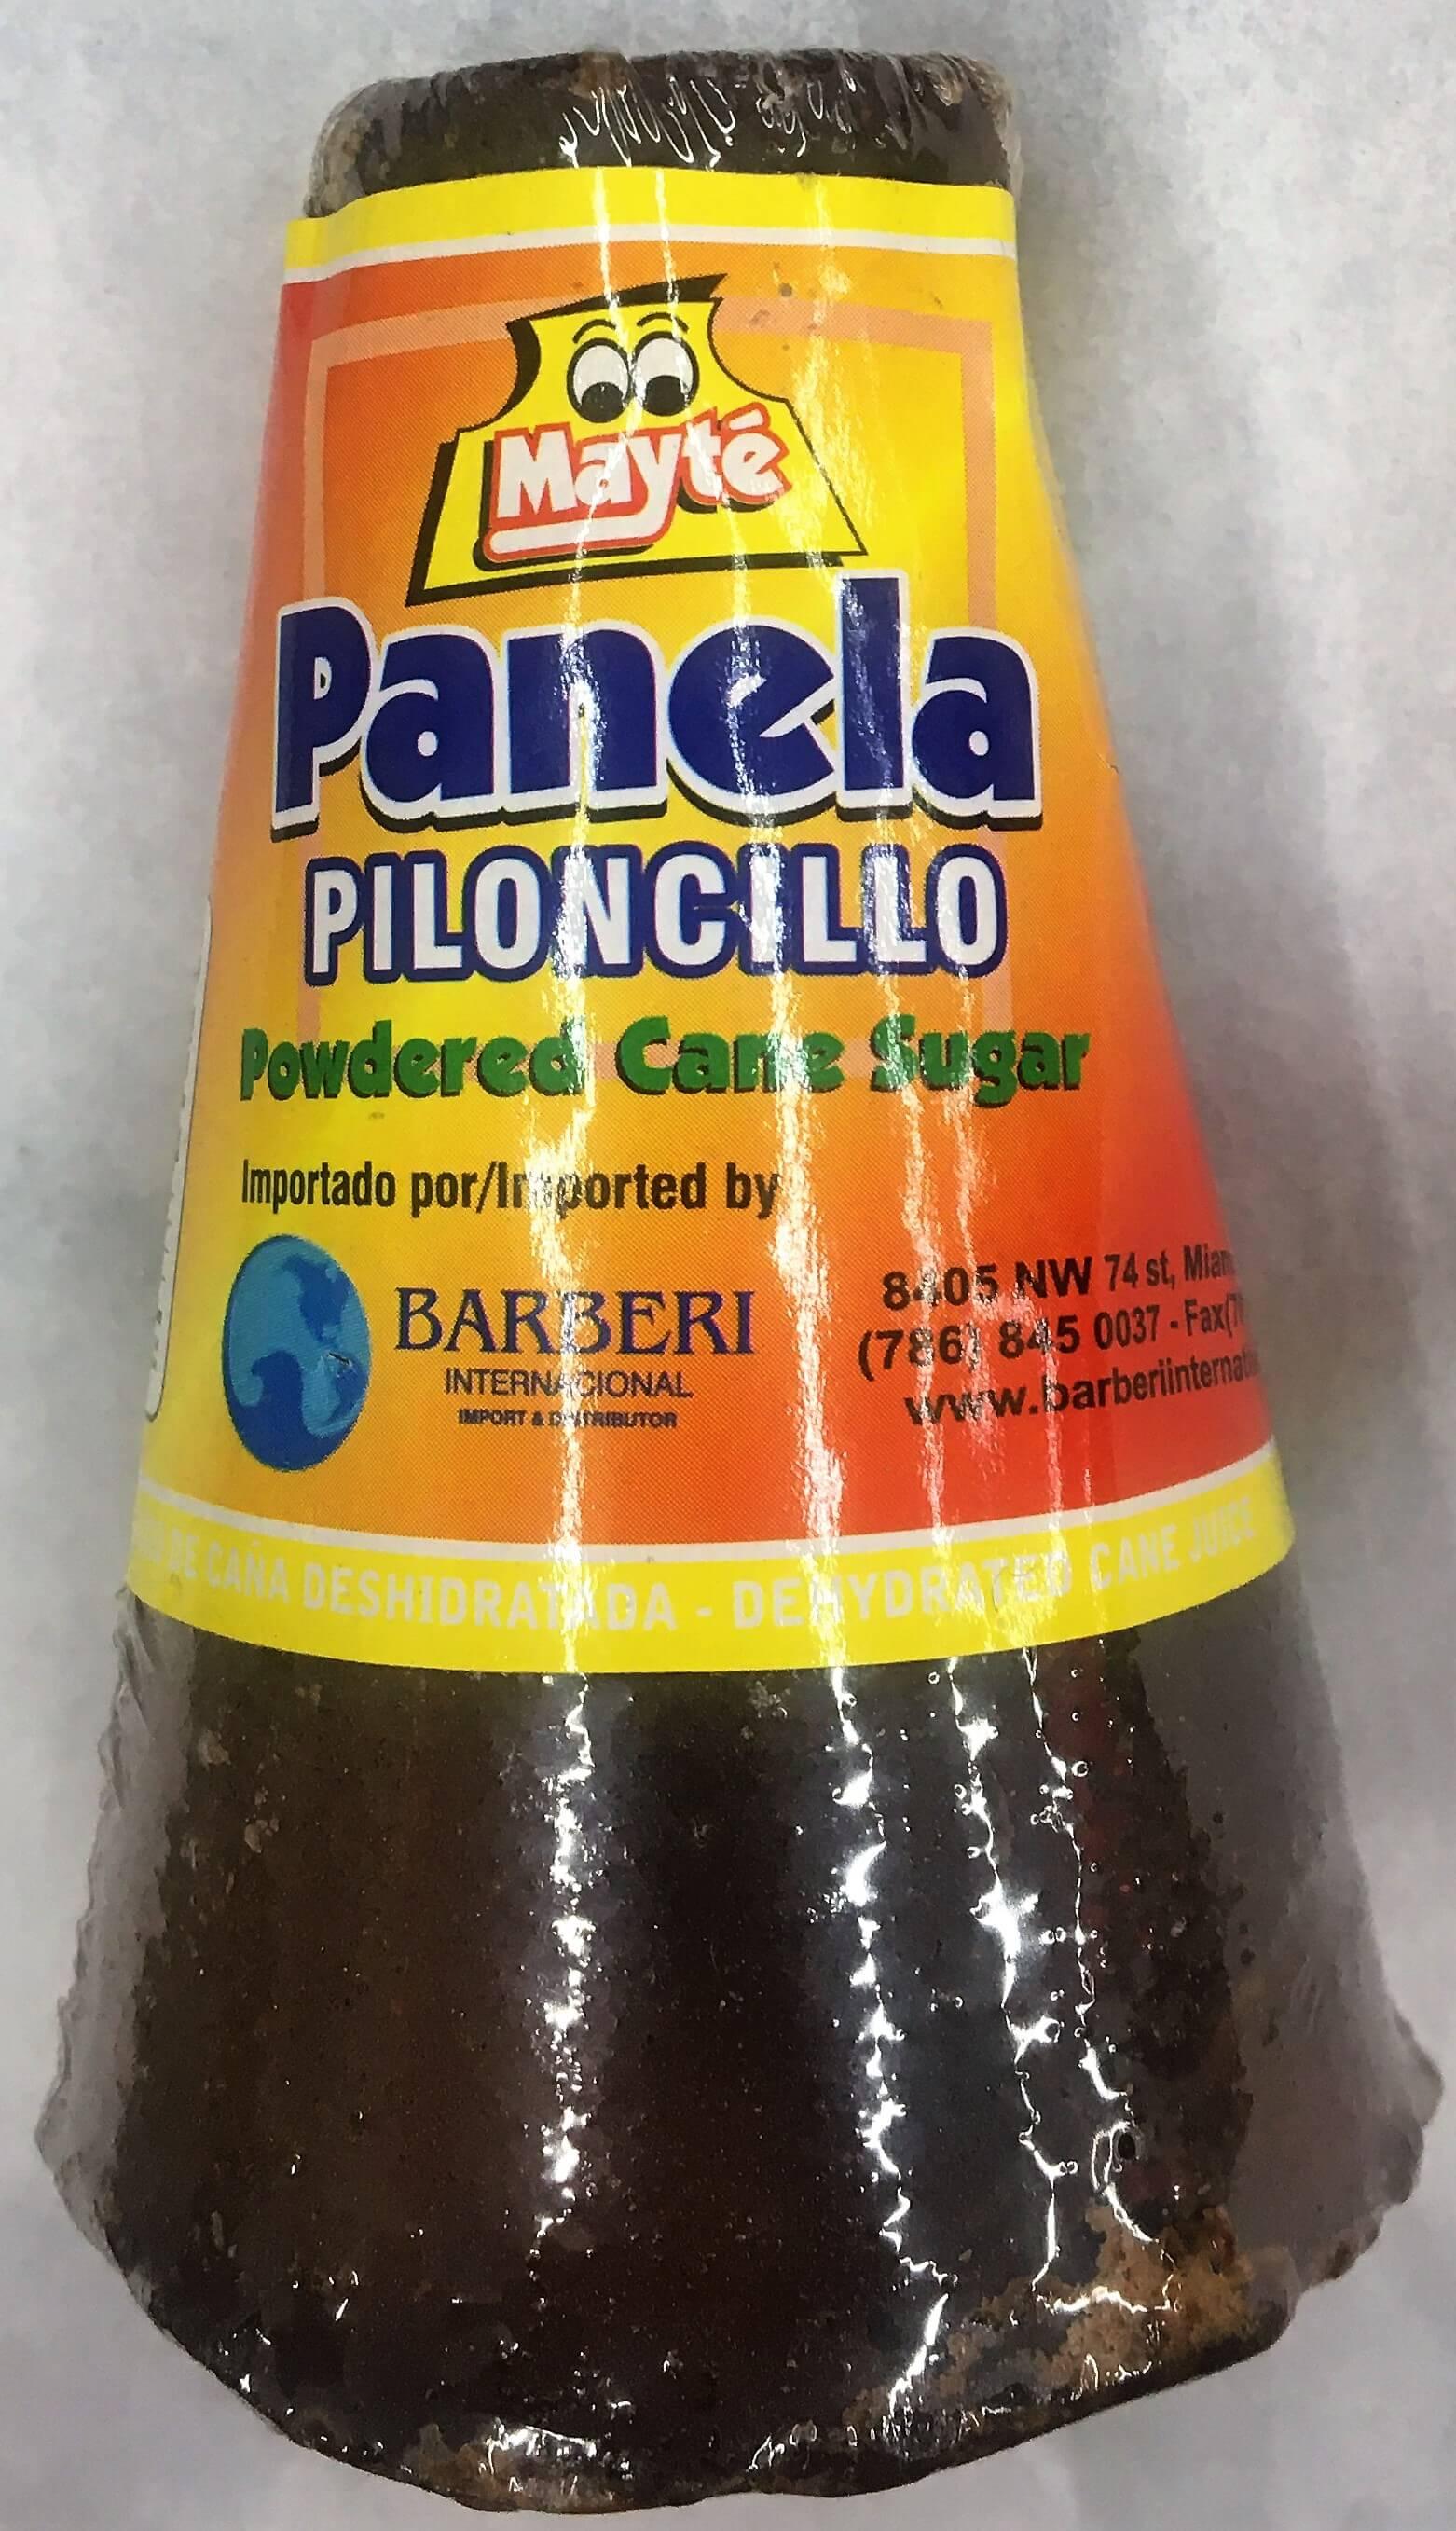 Mayté
Panela
PILONCILLO
Powdered Cane Sugar
Importado por/Imported by
BARBERI
INTERNACIONAL
IMPORT & DISTRIBUTOR
8405 NW 74 st,
(786) 845 0037 - Fax
DE CAÑA DESHIDRATADA - DEHYDRATED CANE JUICE